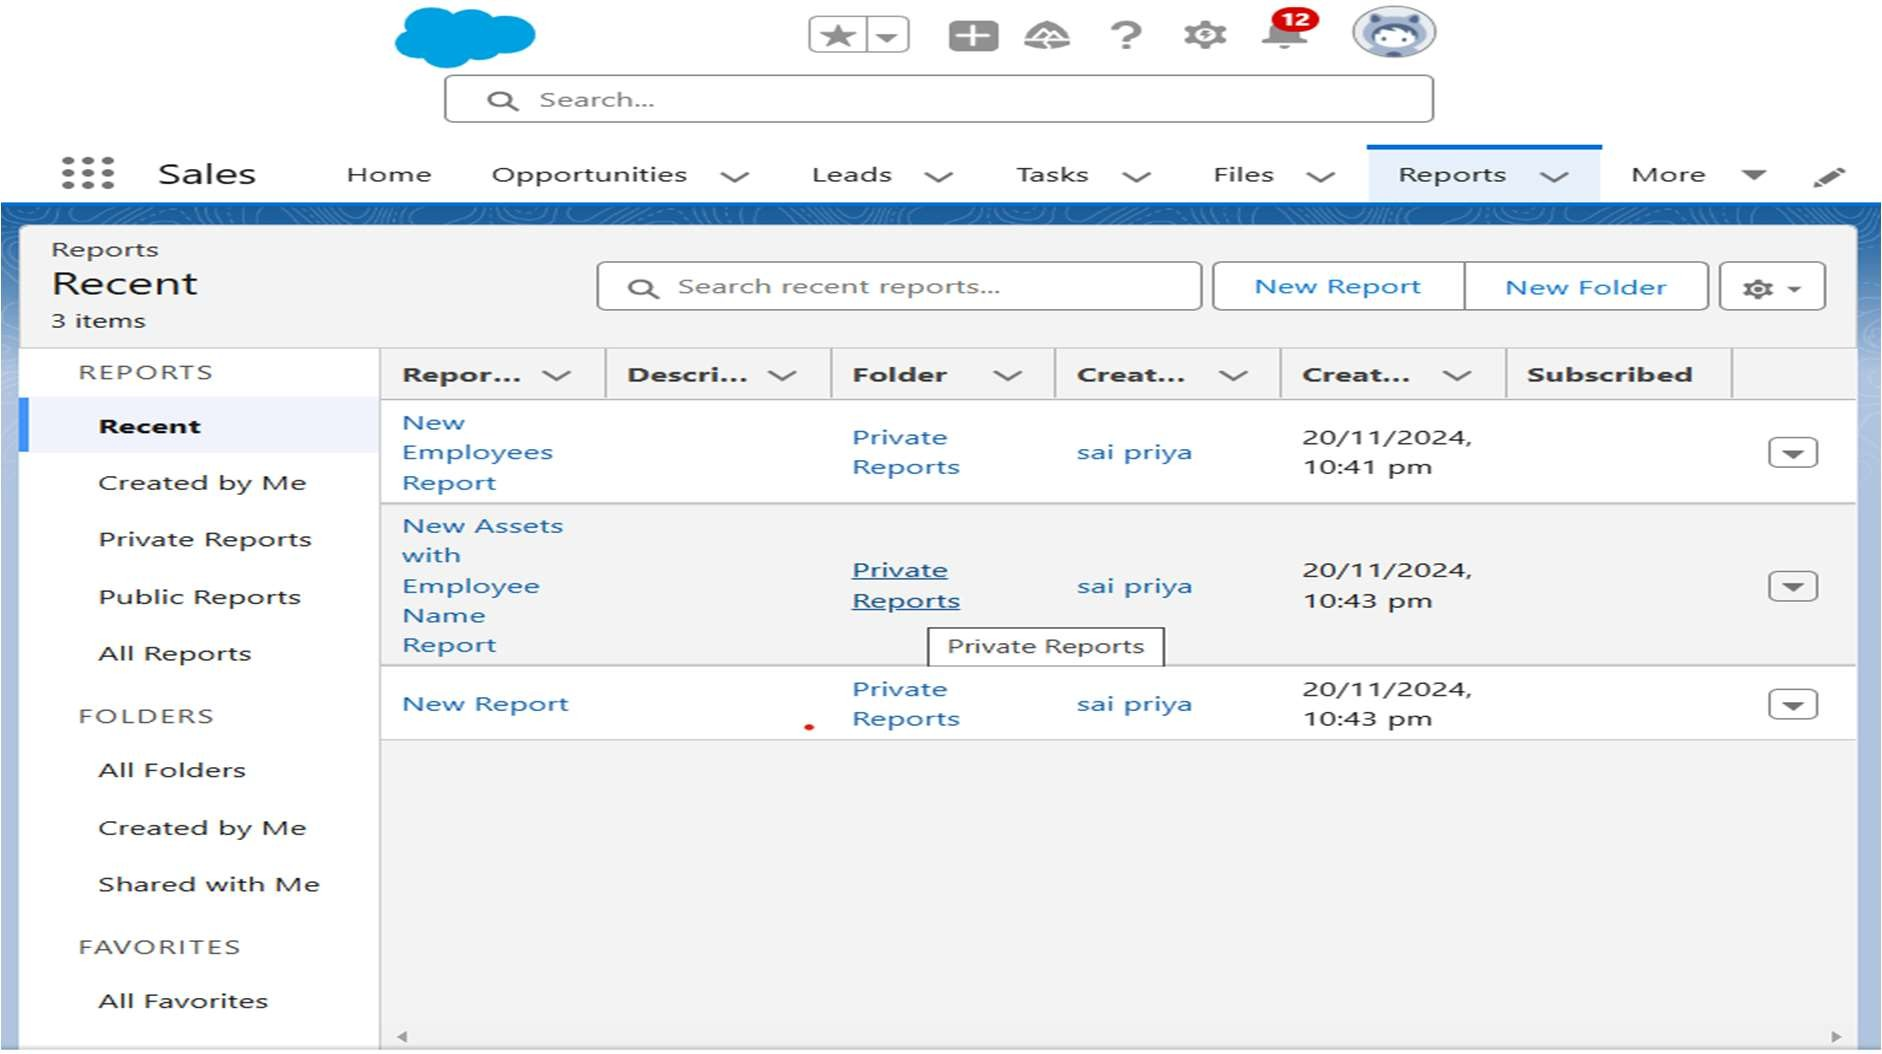 12
Search...
Sales Home Opportunities Leads Tasks Files Reports More
Reports
Recent
3 items
Search recent reports...
New Report New Folder
REPORTS
Recent
Created by Me
Private Reports
Public Reports
All Reports
FOLDERS
All Folders
Created by Me
Shared with Me
FAVORITES
All Favorites
Repor... Descri... Folder Creat... Creat... Subscribed
New
Employees
Report
Private
Reports
sai priya
20/11/2024,
10:41 pm
New Assets
with
Employee
Name
Report
Private
Reports
sai priya
20/11/2024,
10:43 pm
Private Reports
New Report
Private
Reports
sai priya
20/11/2024,
10:43 pm